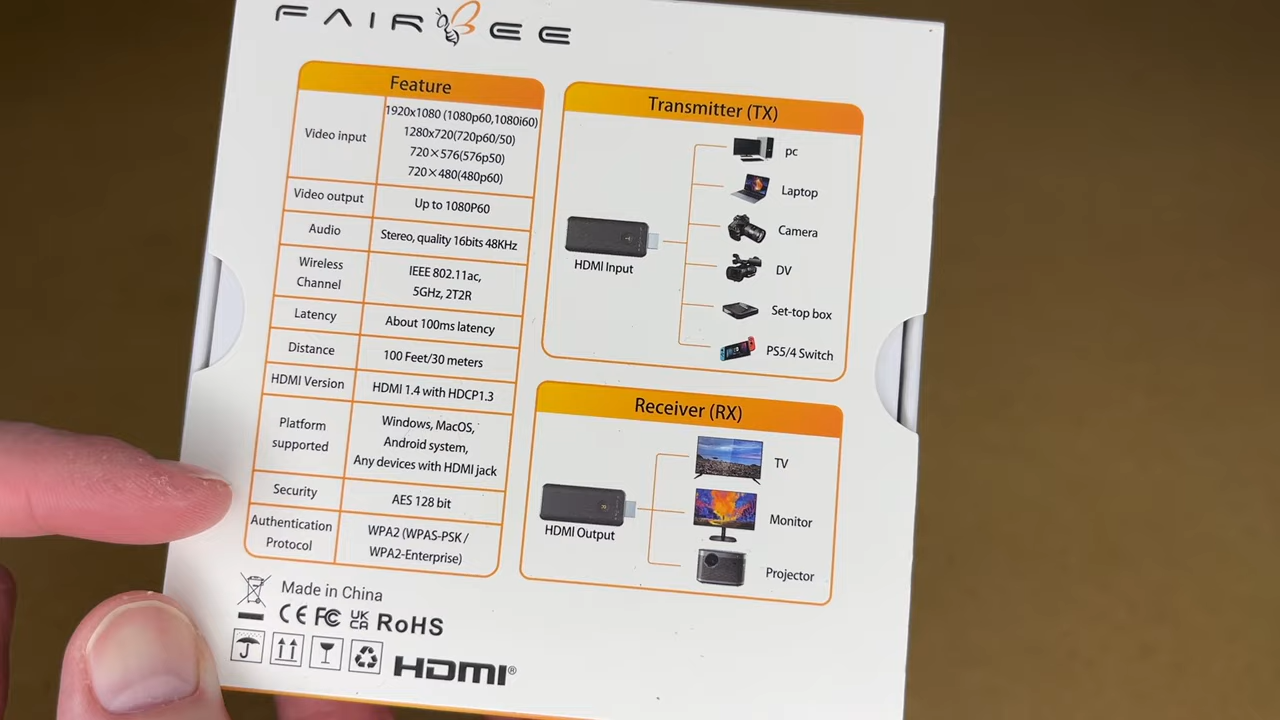 FAIRBEE
Feature
Video input
1920x1080 (1080p60,1080i60)
1280x720(720p60/50)
720×576(576p50)
720×480(480p60)
Video output
Up to 1080P60
Audio
Stereo, quality 16bits 48KHz
Wireless
Channel
IEEE 802.11ac,
5GHz, 2T2R
Latency
About 100ms latency
Distance
100 Feet/30 meters
HDMI Version
HDMI 1.4 with HDCP1.3
Platform
supported
Windows, MacOS,
Android system,
Any devices with HDMI jack
Security
AES 128 bit
Authentication
Protocol
WPA2 (WPAS-PSK /
WPA2-Enterprise)
Transmitter (TX)
HDMI Input
pc
Laptop
Camera
DV
Set-top box
PS5/4 Switch
Receiver (RX)
HDMI Output
TV
Monitor
Projector
Made in China
CE FC UK CA RoHS
HDMI®